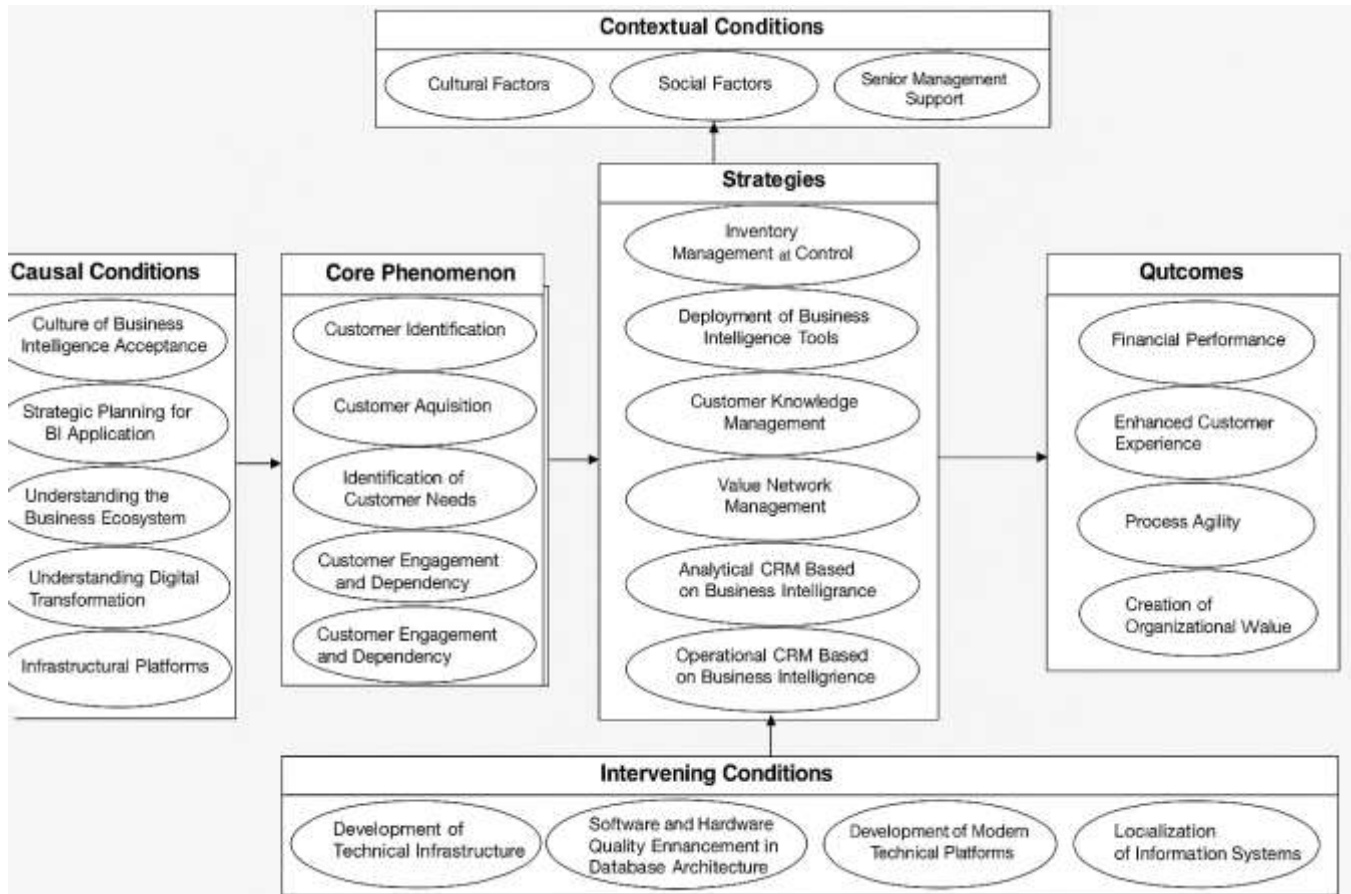 Contextual Conditions
Cultural Factors
Social Factors
Senior Management
Support
Strategies
Inventory
Management at Control
Deployment of Business
Intelligence Tools
Customer Knowledge
Management
Value Network
Management
Analytical CRM Based
on Business Intelligrance
Operational CRM Based
on Business Intelligrience
Causal Conditions
Culture of Business
Intelligence Acceptance
Strategic Planning for
BI Application
Understanding the
Business Ecosystem
Understanding Digital
Transformation
Infrastructural Platforms
Core Phenomenon
Customer Identification
Customer Aquisition
Identification of
Customer Needs
Customer Engagement
and Dependency
Customer Engagement
and Dependency
Qutcomes
Financial Performance
Enhanced Customer
Experience
Process Agility
Creation of
Organizational Walue
Intervening Conditions
Development of
Technical Infrastructure
Software and Hardware
Quality Ennancement in
Database Architecture
Development of Modern
Technical Platforms
Locialization
of Information Systems